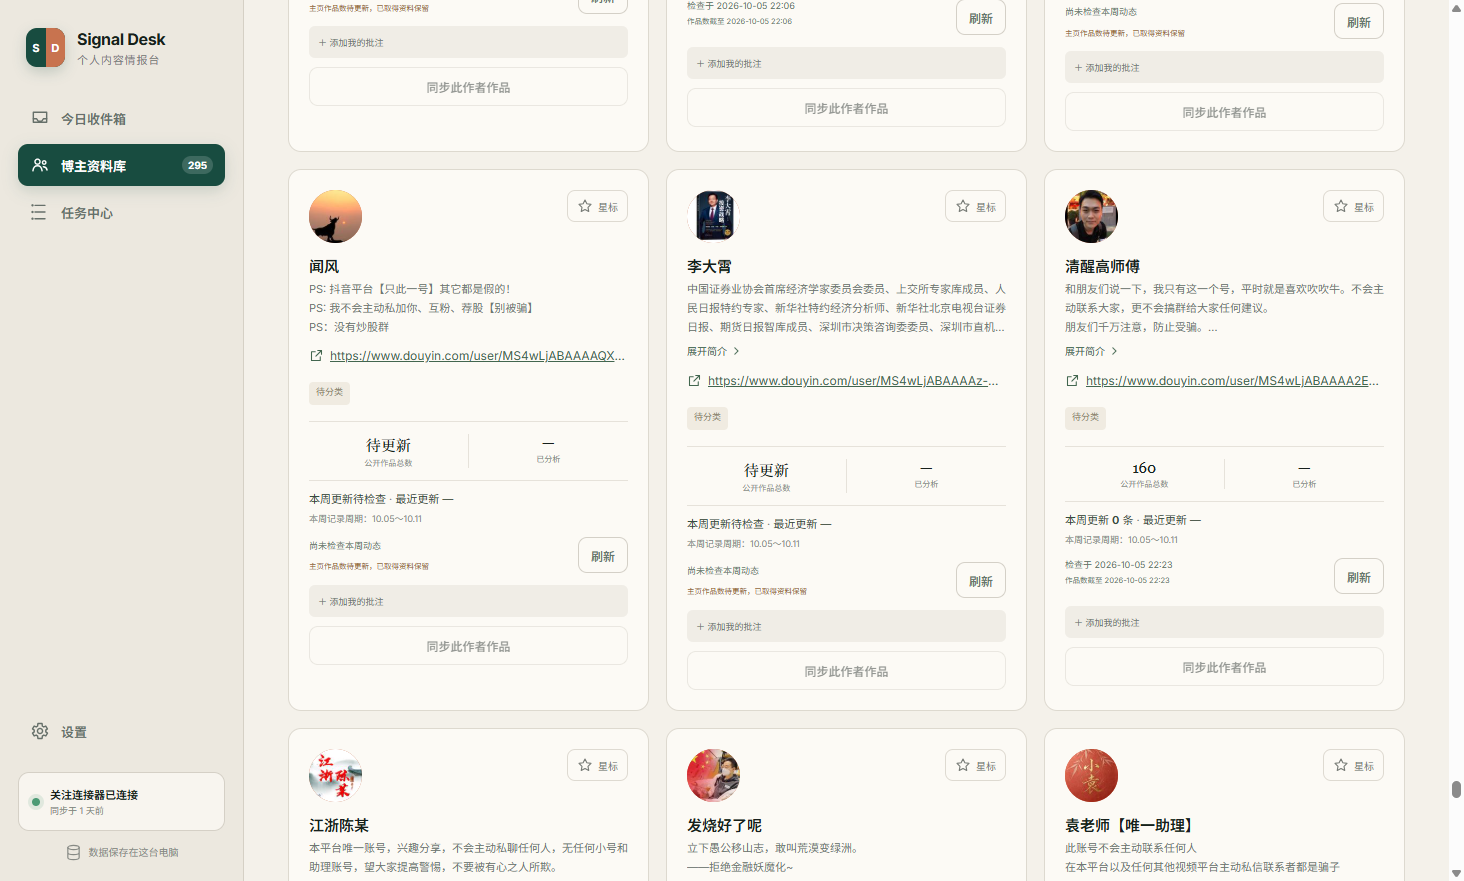 S D
Signal Desk
个人内容情报台
今日收件箱
博主资料库
295
任务中心
设置
关注连接器已连接
同步于 1 天前
数据保存在这台电脑
主页作品数待更新，已取得资料保留
+ 添加我的批注
同步此作者作品
检查于 2026-10-05 22:06
作品数截至 2026-10-05 22:06
刷新
+ 添加我的批注
同步此作者作品
尚未检查本周动态
主页作品数待更新，已取得资料保留
刷新
+ 添加我的批注
同步此作者作品
星标
闻风
PS: 抖音平台【只此一号】其它都是假的！
PS: 我不会主动私加你、互粉、荐股【别被骗】
PS：没有炒股群
https://www.douyin.com/user/MS4wLjABAAAAQX...
待分类
待更新
公开作品总数
—
已分析
本周更新待检查 · 最近更新 —
本周记录周期：10.05～10.11
尚未检查本周动态
主页作品数待更新，已取得资料保留
刷新
+ 添加我的批注
同步此作者作品
星标
李大霄
中国证券业协会首席经济学家委员会委员、上交所专家库成员、人
民日报特约专家、新华社特约经济分析师、新华社北京电视台证券
日报、期货日报智库成员、深圳市决策咨询委委员、深圳市直机...
展开简介
https://www.douyin.com/user/MS4wLjABAAAAz-...
待分类
待更新
公开作品总数
—
已分析
本周更新待检查 · 最近更新 —
本周记录周期：10.05～10.11
尚未检查本周动态
主页作品数待更新，已取得资料保留
刷新
+ 添加我的批注
同步此作者作品
星标
清醒高师傅
和朋友们说一下，我只有这一个号，平时就是喜欢吹吹牛。不会主
动联系大家，更不会搞群给大家任何建议。
朋友们千万注意，防止受骗。...
展开简介
https://www.douyin.com/user/MS4wLjABAAAA2E...
待分类
160
公开作品总数
—
已分析
本周更新 0 条 · 最近更新 —
本周记录周期：10.05～10.11
检查于 2026-10-05 22:23
作品数截至 2026-10-05 22:23
刷新
+ 添加我的批注
同步此作者作品
江浙陈某
星标
江浙陈某
本平台唯一账号，兴趣分享，不会主动私聊任何人，无任何小号和
助理账号，望大家提高警惕，不要被有心之人所欺。
星标
发烧好了呢
立下愚公移山志，敢叫荒漠变绿洲。
——拒绝金融妖魔化~
小袁
星标
袁老师【唯一助理】
此账号不会主动联系任何人
在本平台以及任何其他视频平台主动私信联系者都是骗子